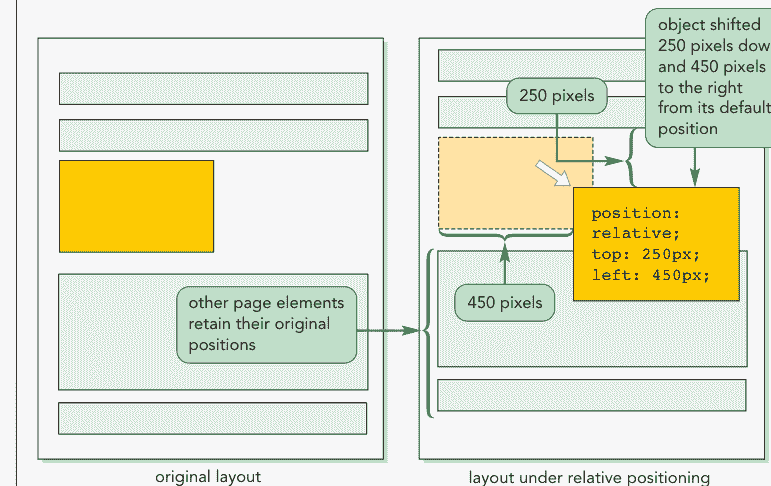 object shifted
250 pixels dow
and 450 pixels
to the right
from its default
position
250 pixels
position:
relative;
top: 250px;
left: 450px;
450 pixels
other page elements
retain their original
positions
original layout
layout under relative positioning